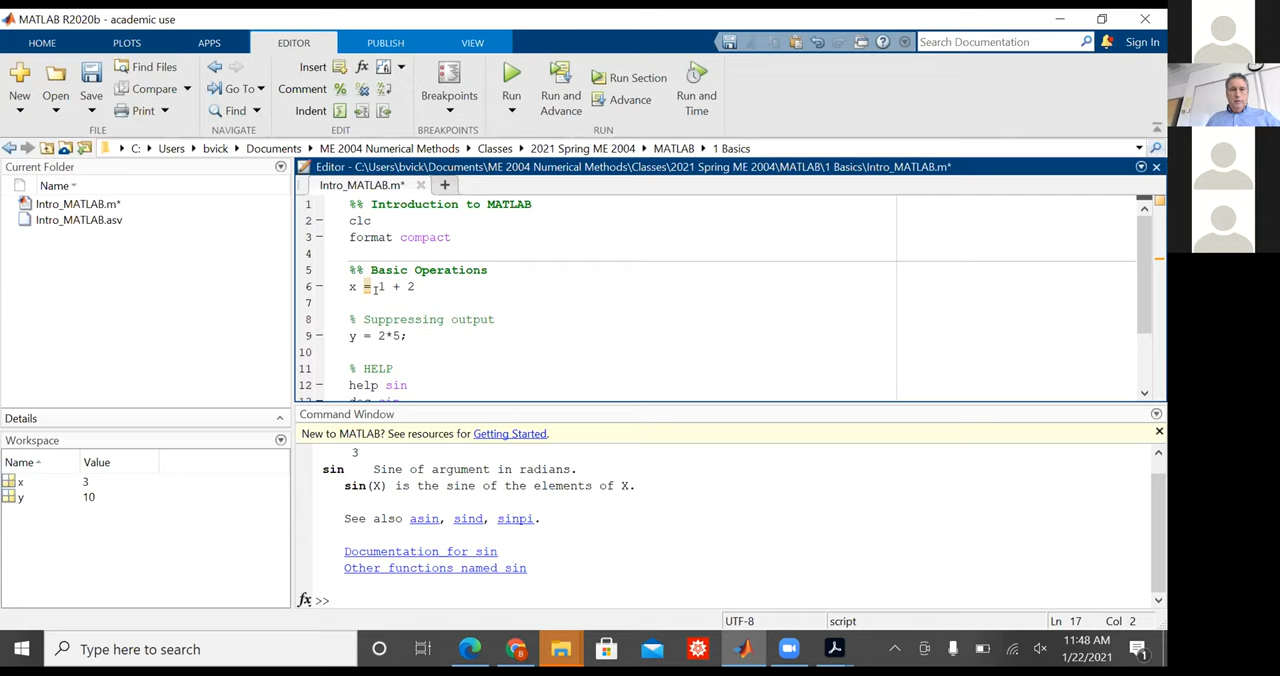 MATLAB R2020b - academic use
HOME PLOTS APPS EDITOR PUBLISH VIEW Search Documentation Sign In
New Open Save Find Files Compare Print FILE
Go To Find NAVIGATE
Insert fx Comment % Indent EDIT
Breakpoints BREAKPOINTS
Run Run and Advance Run Section Advance Run and Time RUN
C: Users bvick Documents ME 2004 Numerical Methods Classes 2021 Spring ME 2004 MATLAB 1 Basics
Current Folder
Name
Intro_MATLAB.m*
Intro_MATLAB.asv
Details
Workspace
Name Value
x 3
y 10
Editor - C:\Users\bvick\Documents\ME 2004 Numerical Methods\Classes\2021 Spring ME 2004\MATLAB\1 Basics\Intro_MATLAB.m*
Intro_MATLAB.m*
1 %% Introduction to MATLAB
2 clc
3 format compact
4
5 %% Basic Operations
6 x = 1 + 2
7
8 % Suppressing output
9 y = 2*5;
10
11 % HELP
12 help sin
13 doc sin
Command Window
New to MATLAB? See resources for Getting Started.
3
sin Sine of argument in radians.
sin(X) is the sine of the elements of X.
See also asin, sind, sinpi.
Documentation for sin
Other functions named sin
fx >>
UTF-8 script Ln 17 Col 2
Type here to search
11:48 AM
1/22/2021